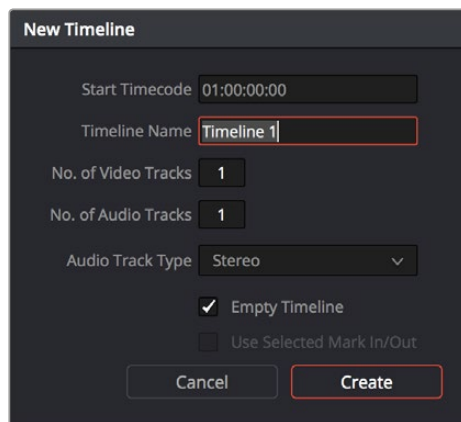 New Timeline
Start Timecode 01:00:00:00
Timeline Name Timeline 1
No. of Video Tracks 1
No. of Audio Tracks 1
Audio Track Type Stereo
Empty Timeline
Use Selected Mark In/Out
Cancel Create